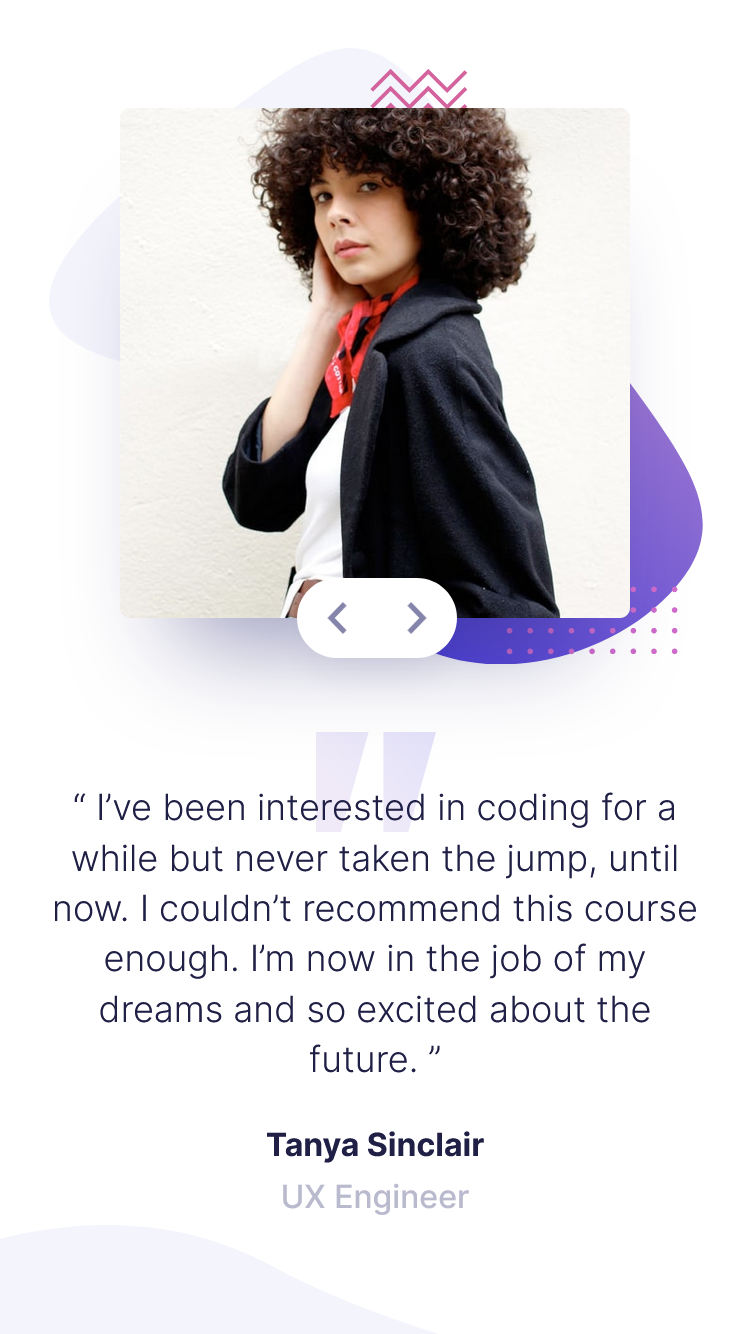 “ I’ve been interested in coding for a
while but never taken the jump, until
now. I couldn’t recommend this course
enough. I’m now in the job of my
dreams and so excited about the
future. ”
Tanya Sinclair
UX Engineer